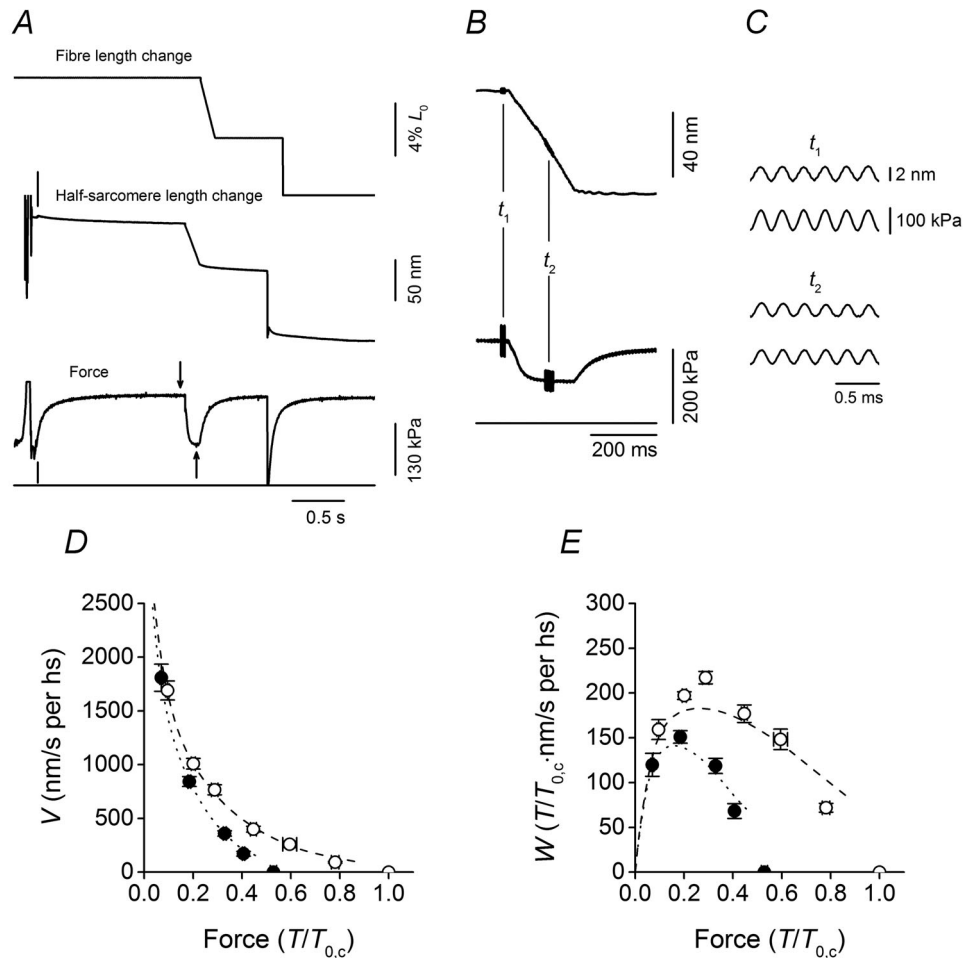 A
Fibre length change
4% L0
Half-sarcomere length change
50 nm
Force
130 kPa
0.5 s
B
40 nm
t1
t2
200 kPa
200 ms
C
t1
2 nm
100 kPa
t2
0.5 ms
D
2500
2000
1500
1000
500
0
V (nm/s per hs)
0.0 0.2 0.4 0.6 0.8 1.0
Force (T/T0,c)
E
300
250
200
150
100
50
0
W (T/T0,c·nm/s per hs)
0.0 0.2 0.4 0.6 0.8 1.0
Force (T/T0,c)